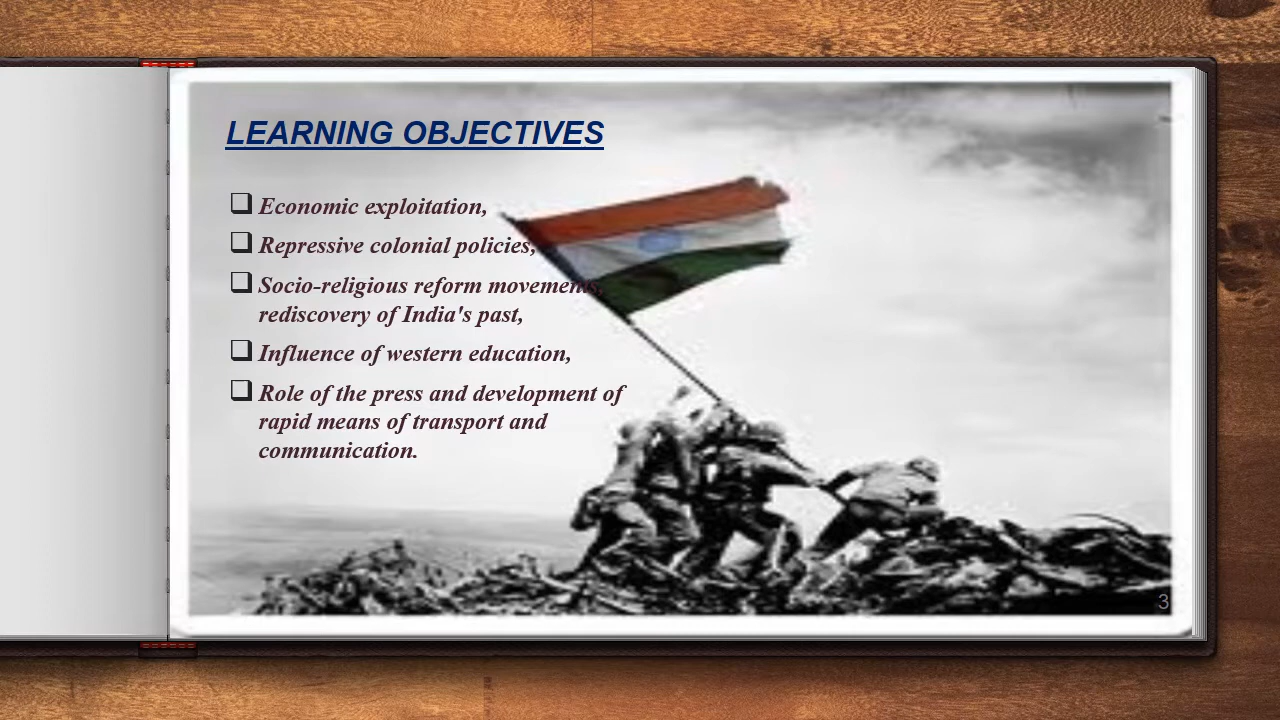 LEARNING OBJECTIVES
Economic exploitation,
Repressive colonial policies,
Socio-religious reform movements,
rediscovery of India's past,
Influence of western education,
Role of the press and development of
rapid means of transport and
communication.
3